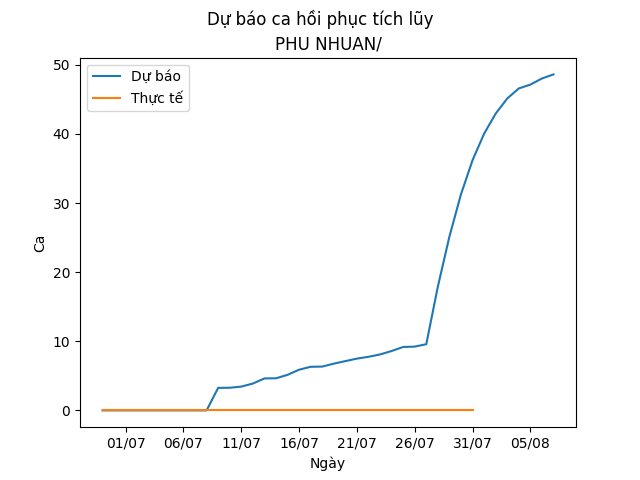 Dự báo ca hồi phục tích lũy
PHU NHUAN/
Dự báo
Thực tế
50
40
30
20
10
0
Ca
01/07 06/07 11/07 16/07 21/07 26/07 31/07 05/08
Ngày